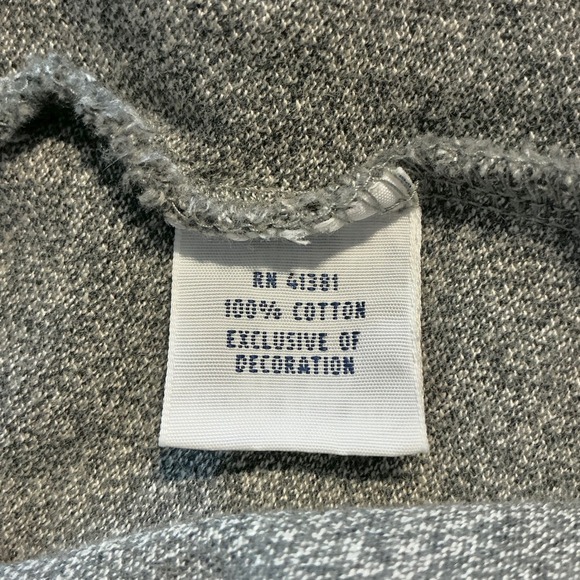 RN 41381
100% COTTON
EXCLUSIVE OF
DECORATION